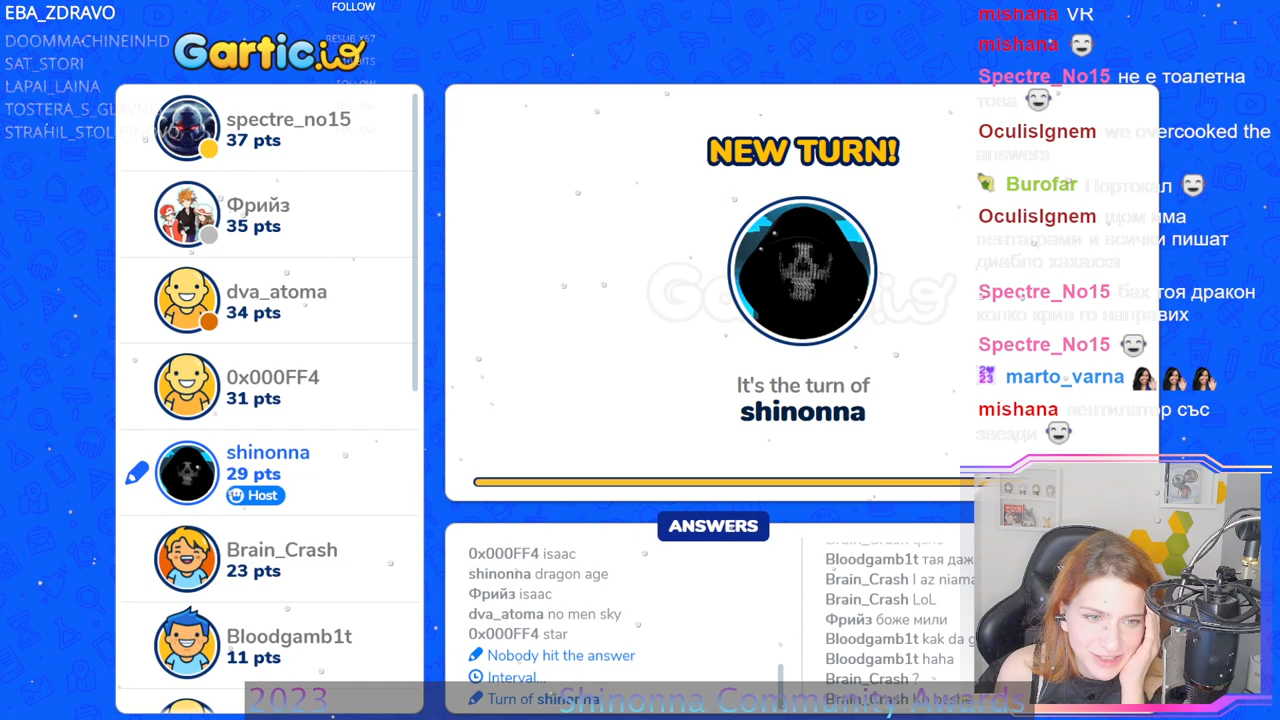 EBA_ZDRAVO
DOOMMACHINEINHD
SAT_STORI
LAPAI_LAINA
STRAHIL_STOL
FOLLOW
RESUB X67
FOLLOW
Gartic.io
spectre_no15
37 pts
Фрийз
35 pts
dva_atoma
34 pts
0x000FF4
31 pts
shinonna
29 pts
Host
Brain_Crash
23 pts
Bloodgamb1t
11 pts
NEW TURN!
It's the turn of
shinonna
ANSWERS
0x000FF4 isaac
shinonna dragon age
Фрийз isaac
dva_atoma no men sky
0x000FF4 star
Nobody hit the answer
Interval...
Turn of shinonna
Bloodgamb1t тая даж
Brain_Crash I az niama
Brain_Crash LoL
Фрийз боже мили
Bloodgamb1t kak da g
Bloodgamb1t haha
Brain_Crash ?
mishana VR
mishana
Spectre_No15 не е тоалетна
това
OculisIgnem we overcooked the
answers
Burofar Портокал
OculisIgnem щом има
пентаграми и всички пишат
диабло хахахха
Spectre_No15 бах тоя дракон
колко крив го направих
Spectre_No15
marto_varna
mishana вентилатор със
звезди
2023
Shinonna Community Awards